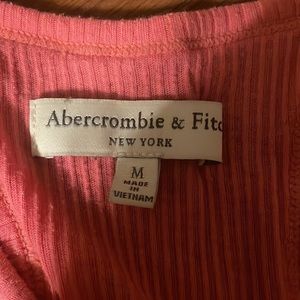 Abercrombie & Fitc
NEW YORK
M
MADE
IN
VIETNAM